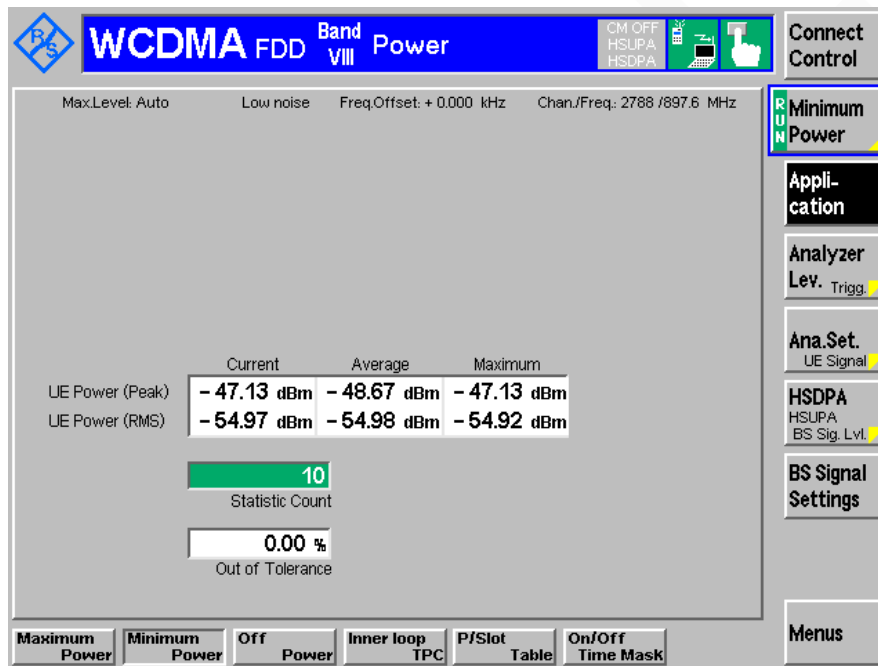 R&S WCDMA FDD Band VIII Power
CM OFF
HSUPA
HSDPA
Connect Control
Max.Level: Auto Low noise Freq.Offset: + 0.000 kHz Chan./Freq.: 2788 /897.6 MHz
RUN Minimum Power
Appli-
cation
Analyzer
Lev. Trigg.
Ana.Set.
UE Signal
HSDPA
HSUPA
BS Sig. Lvl.
BS Signal
Settings
Current Average Maximum
UE Power (Peak) – 47.13 dBm – 48.67 dBm – 47.13 dBm
UE Power (RMS) – 54.97 dBm – 54.98 dBm – 54.92 dBm
10
Statistic Count
0.00 %
Out of Tolerance
Maximum Power
Minimum Power
Off Power
Inner loop TPC
P/Slot Table
On/Off Time Mask
Menus